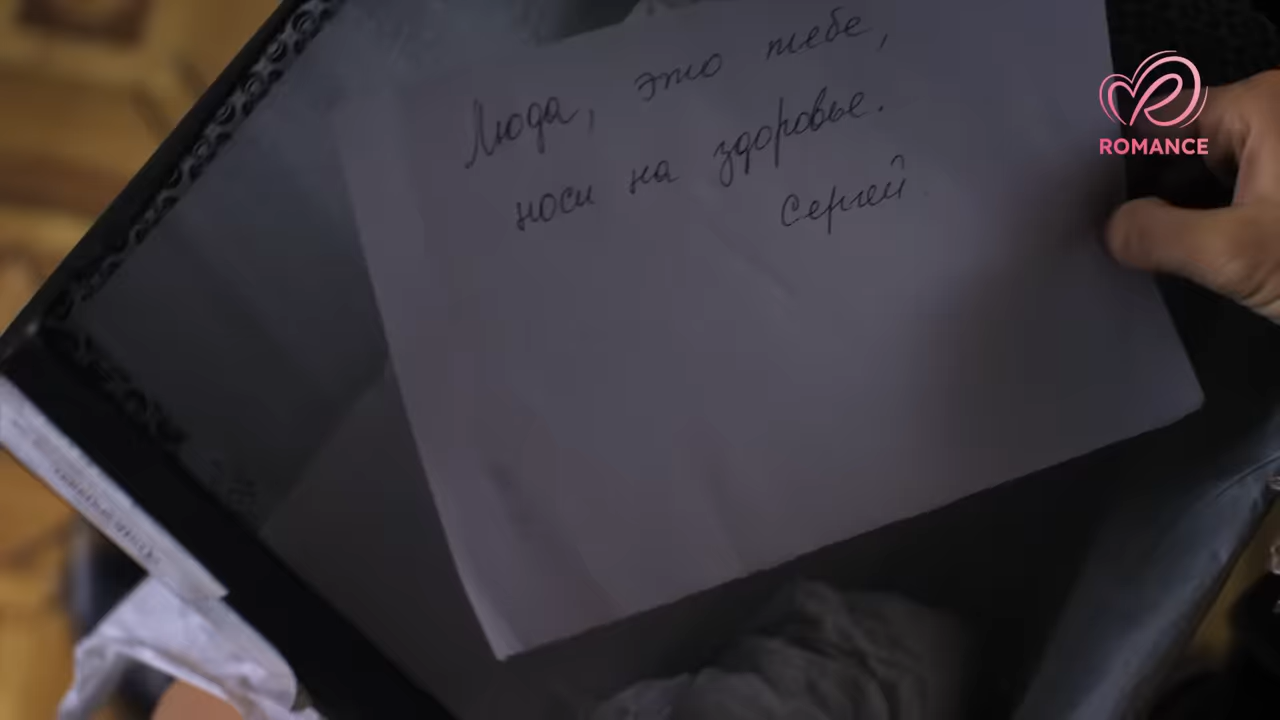 Люда, это тебе,
носи на здоровье.
Сергей
ROMANCE